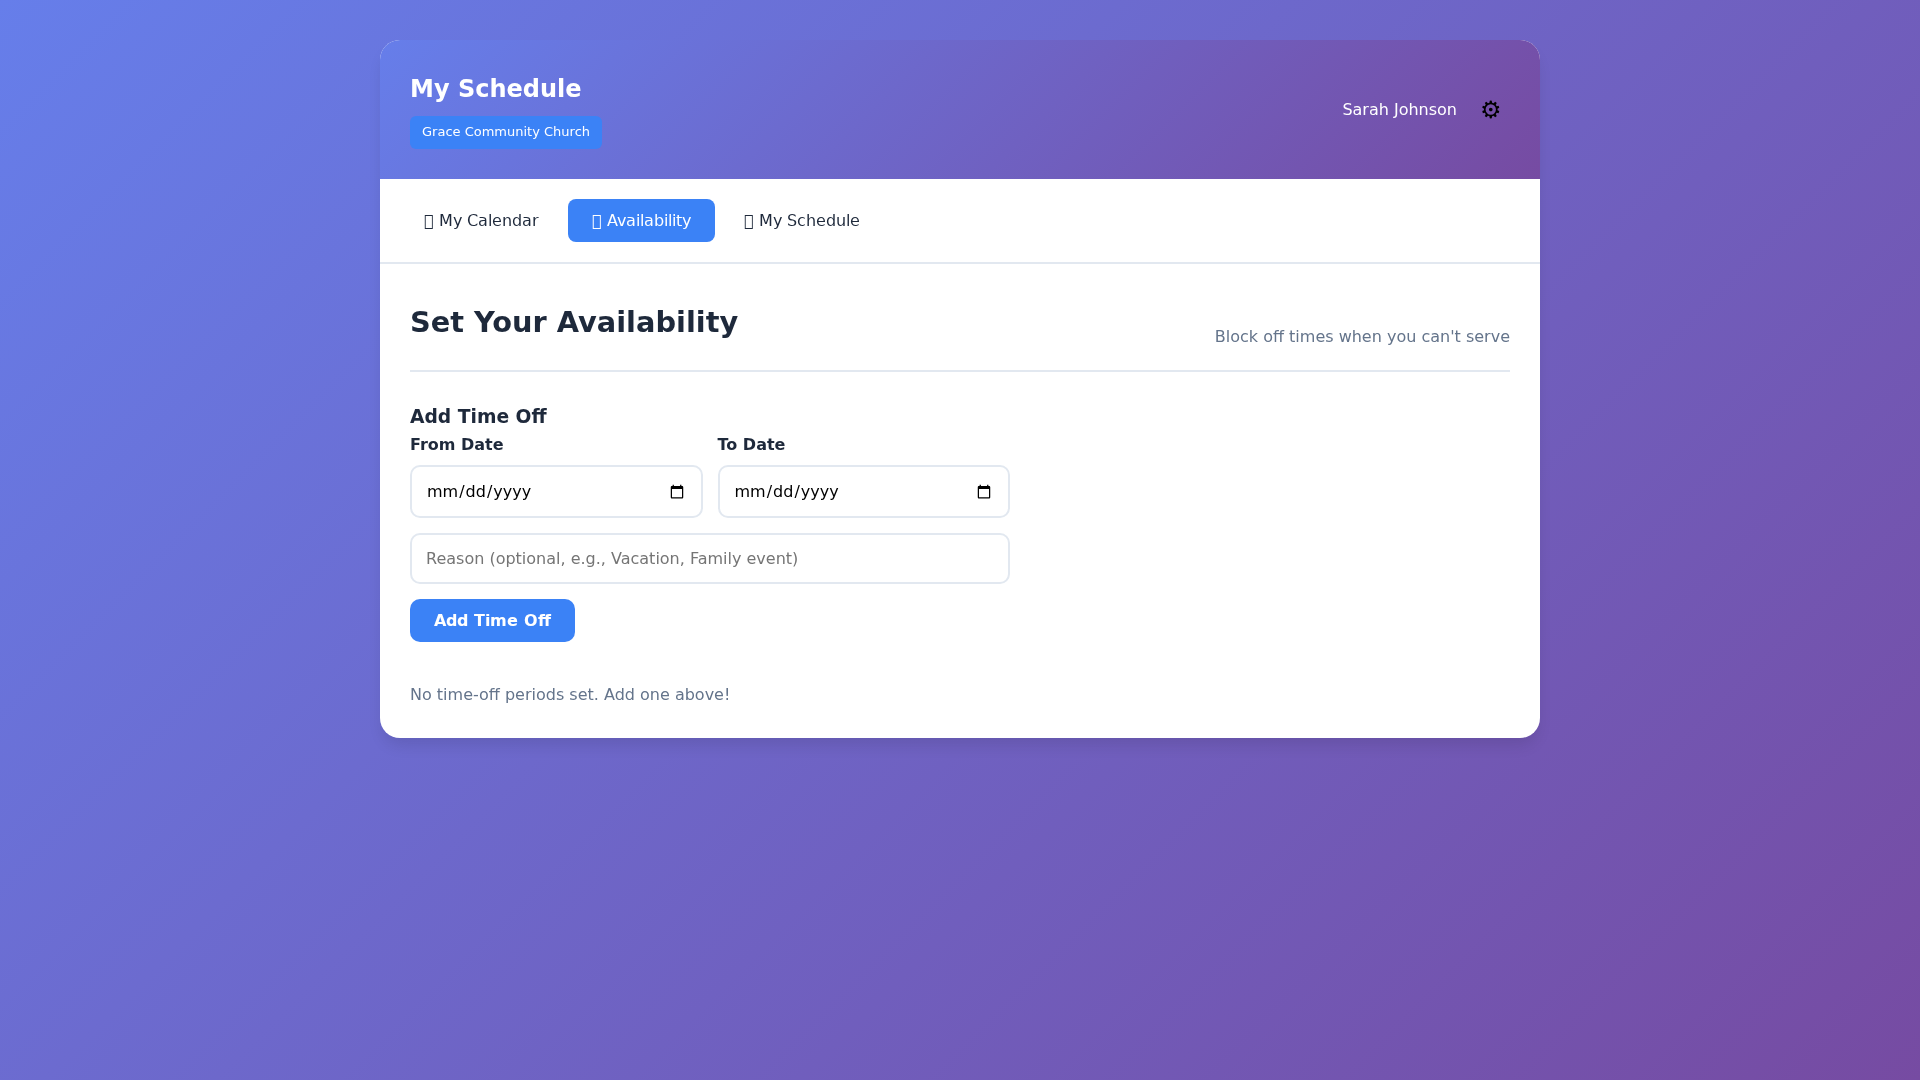 My Schedule
Grace Community Church
Sarah Johnson
My Calendar
Availability
My Schedule
Set Your Availability
Block off times when you can't serve
Add Time Off
From Date
To Date
mm/dd/yyyy
mm/dd/yyyy
Reason (optional, e.g., Vacation, Family event)
Add Time Off
No time-off periods set. Add one above!